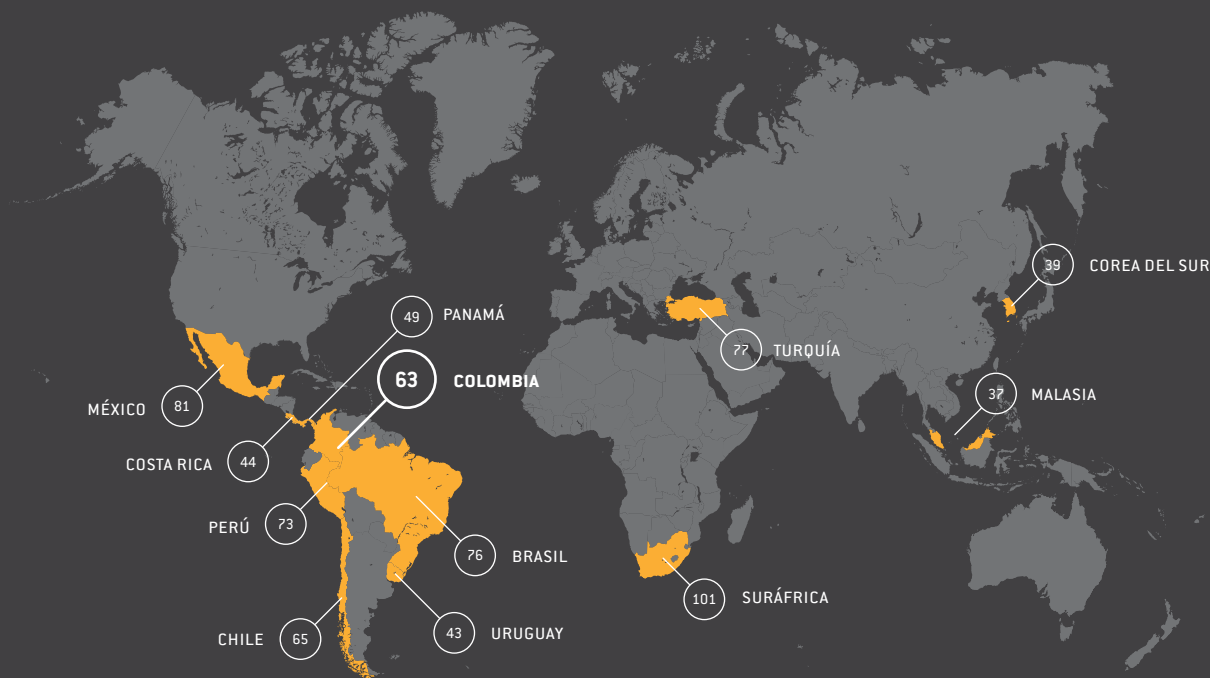 39 COREA DEL SUR
49 PANAMÁ
77 TURQUÍA
63 COLOMBIA
37 MALASIA
MÉXICO 81
COSTA RICA 44
PERÚ 73
76 BRASIL
101 SURÁFRICA
43 URUGUAY
CHILE 65